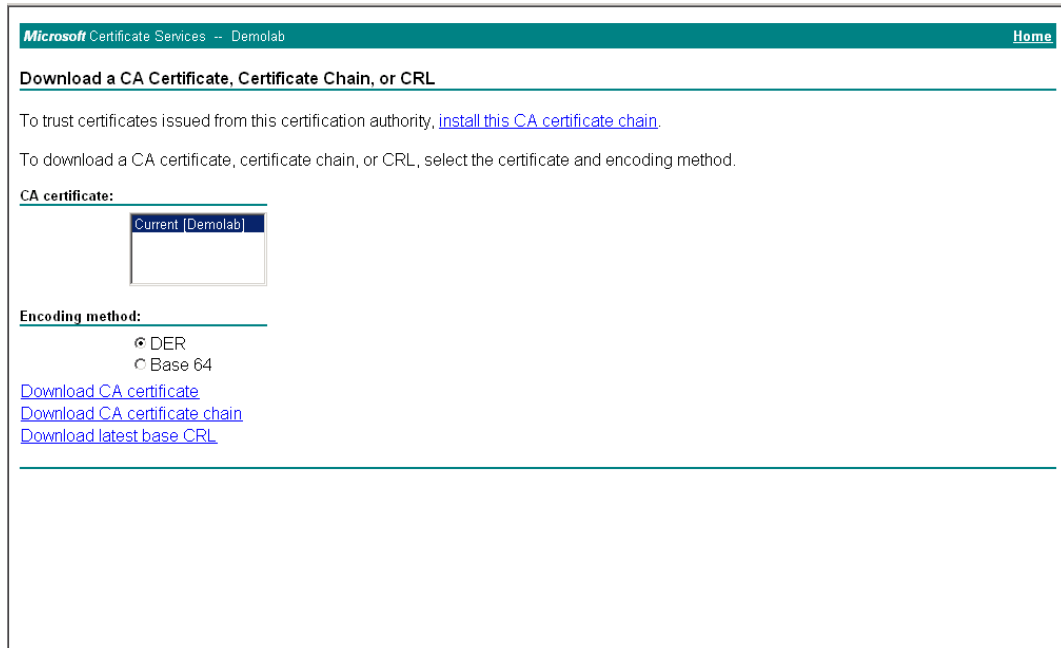 Microsoft Certificate Services -- Demolab Home
Download a CA Certificate, Certificate Chain, or CRL
To trust certificates issued from this certification authority, install this CA certificate chain.
To download a CA certificate, certificate chain, or CRL, select the certificate and encoding method.
CA certificate:
Current [Demolab]
Encoding method:
DER
Base 64
Download CA certificate
Download CA certificate chain
Download latest base CRL